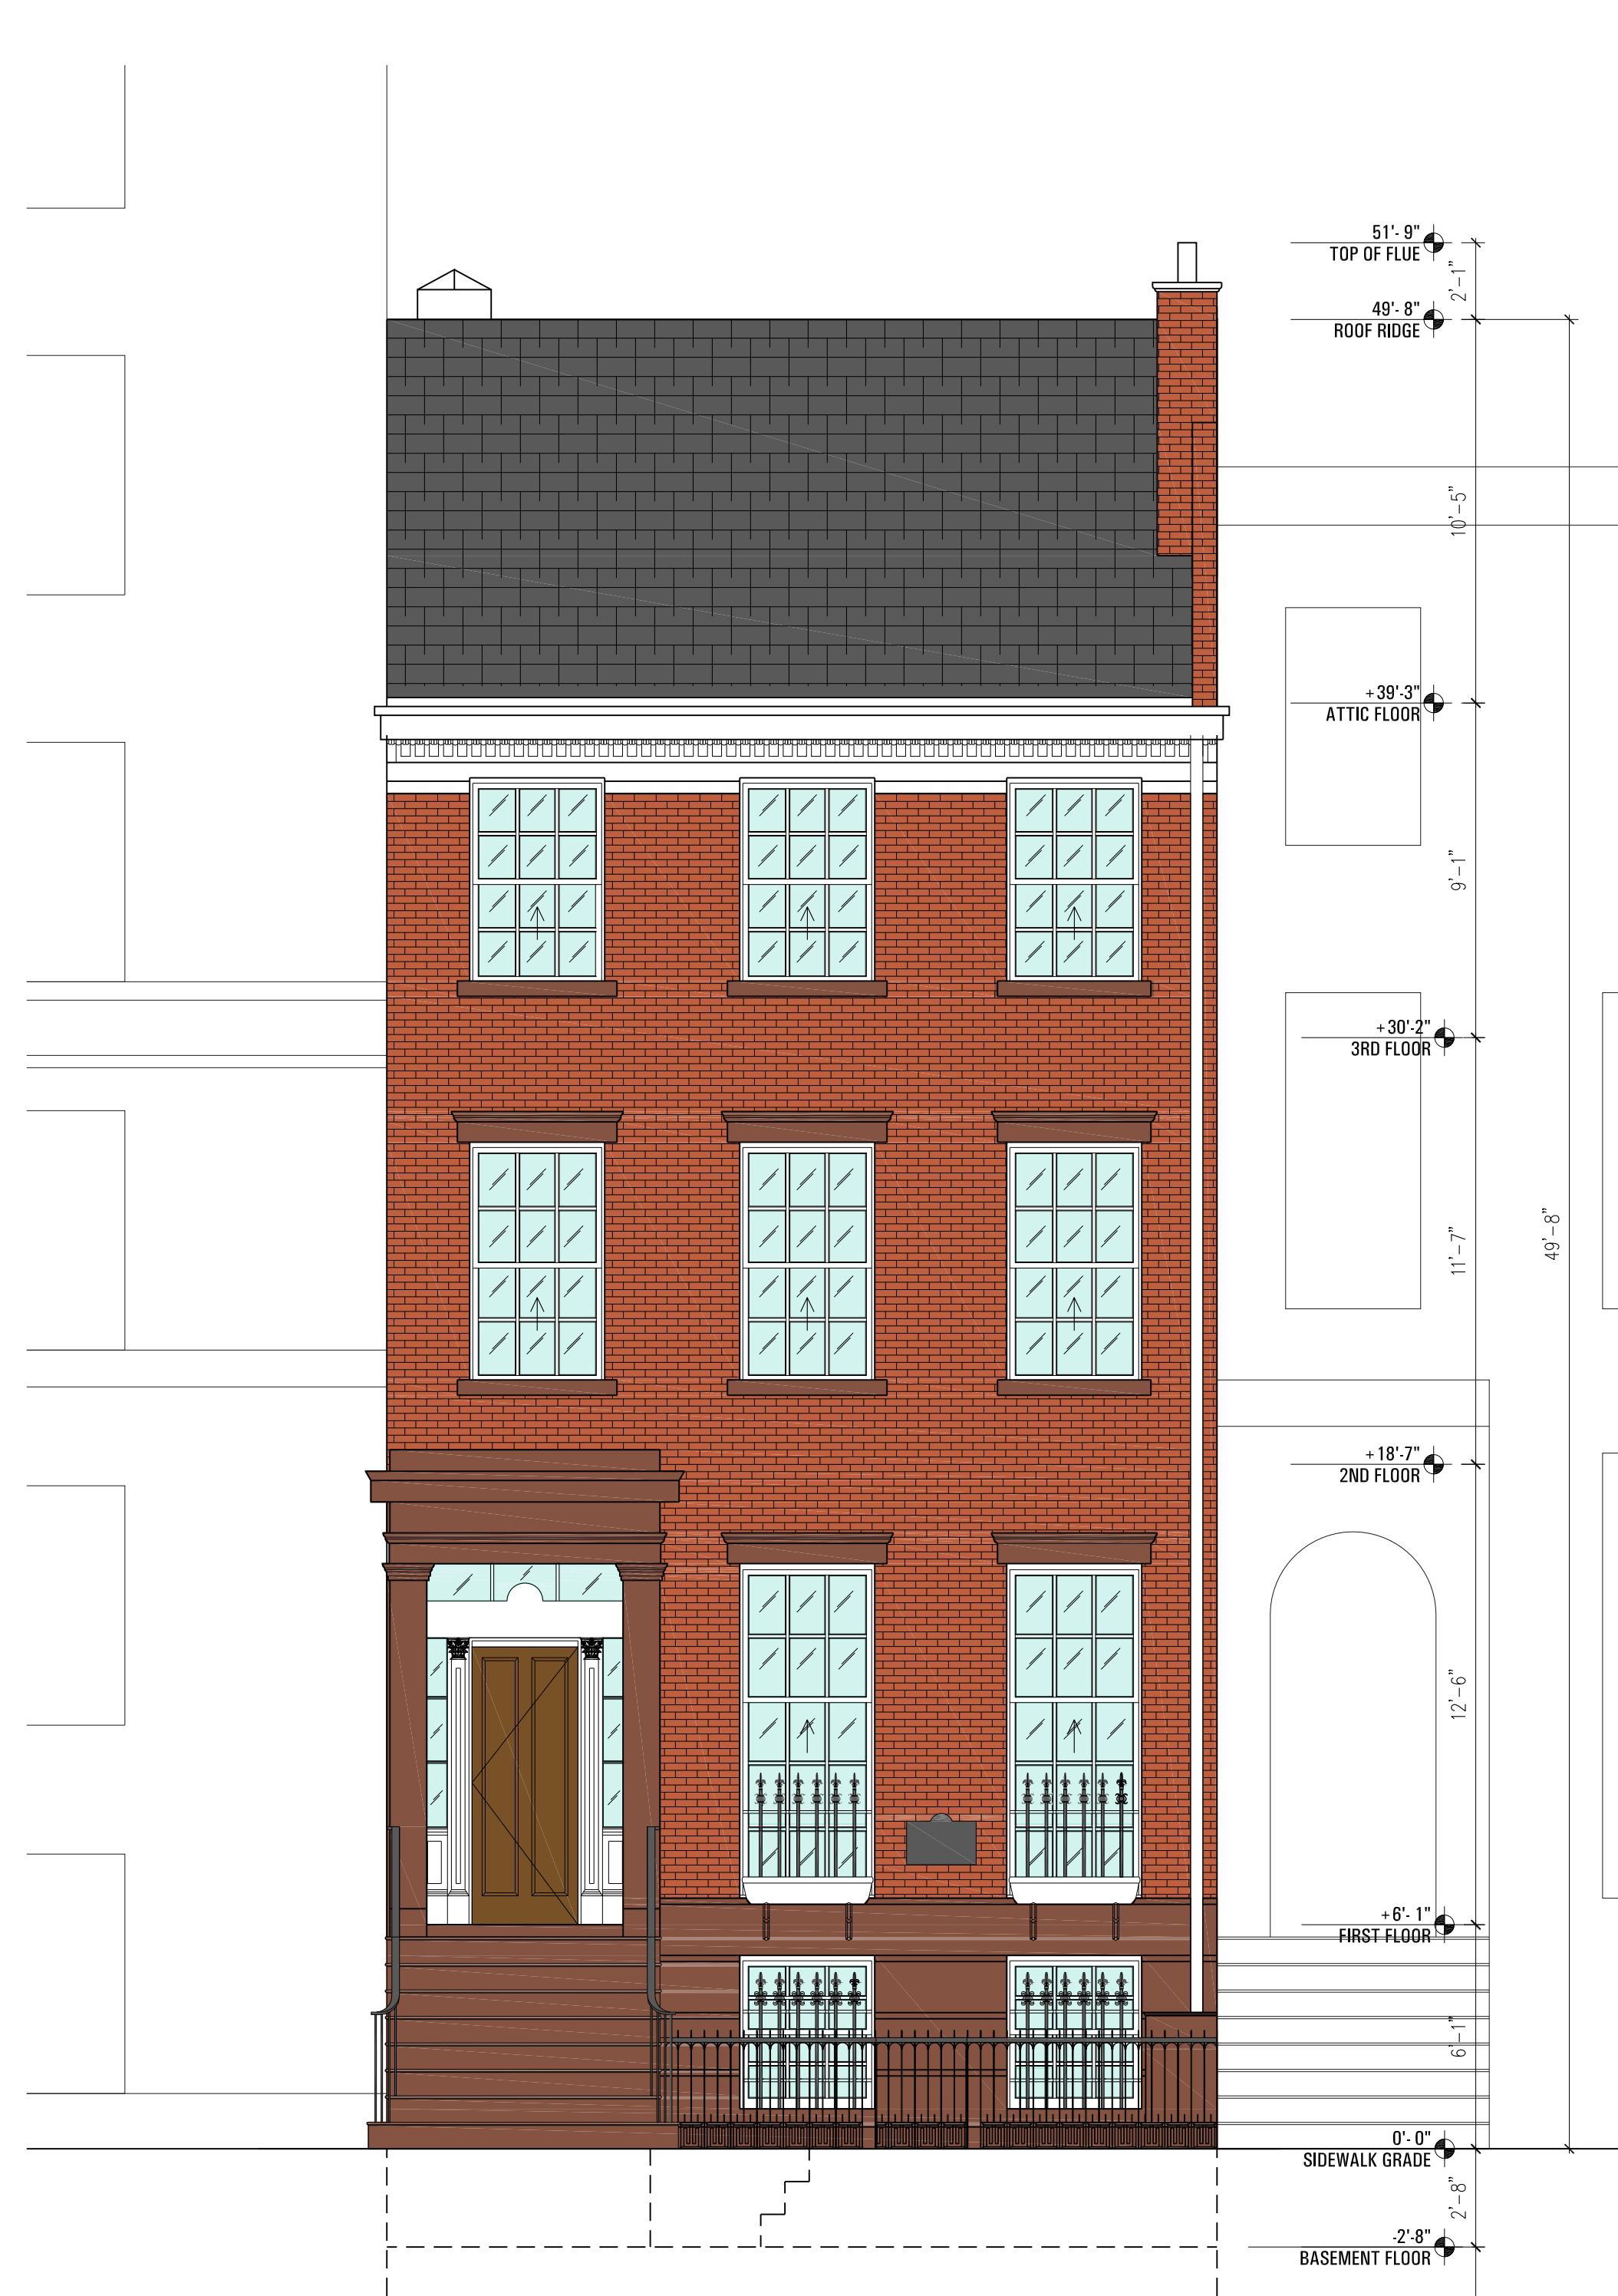 51'- 9"
TOP OF FLUE
2'-1"
49'- 8"
ROOF RIDGE
10'-5"
+39'-3"
ATTIC FLOOR
9'-1"
+30'-2"
3RD FLOOR
11'-7"
49'-8"
+18'-7"
2ND FLOOR
12'-6"
+6'- 1"
FIRST FLOOR
6'-1"
0'- 0"
SIDEWALK GRADE
2'-8"
-2'-8"
BASEMENT FLOOR